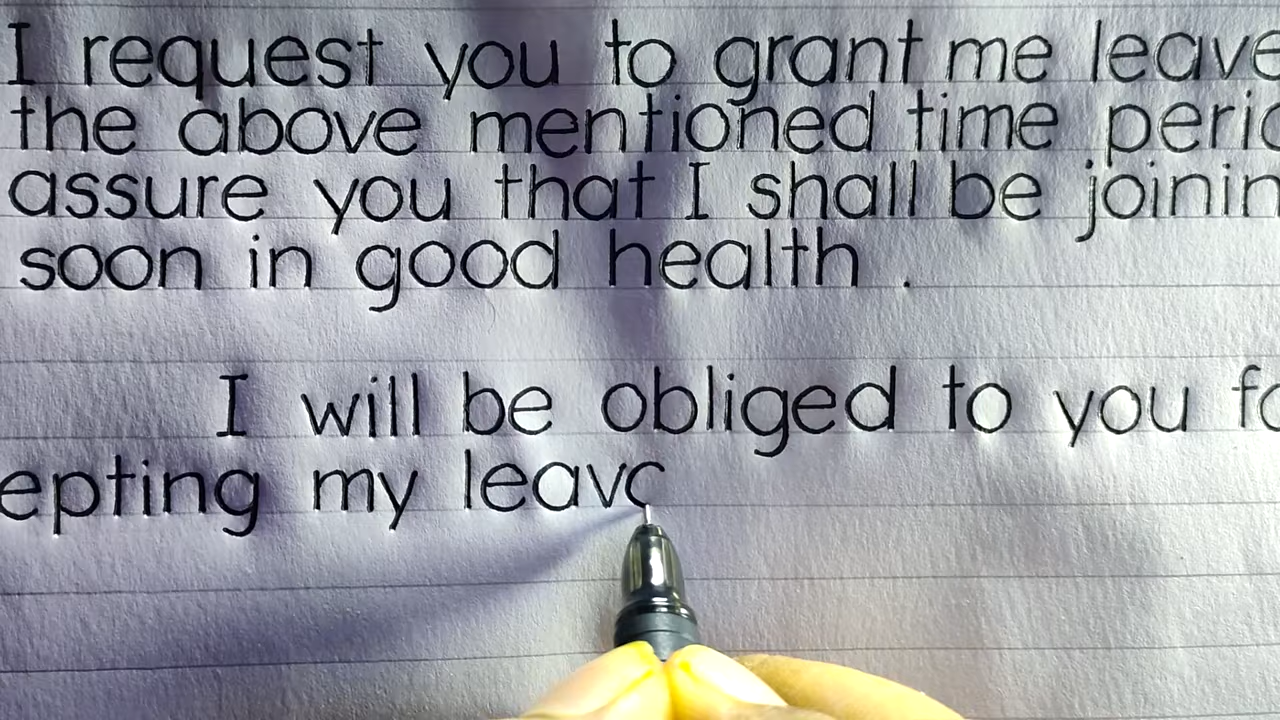 I request you to grant me leave
the above mentioned time perio
assure you that I shall be joinin
soon in good health .
I will be obliged to you fo
epting my leav